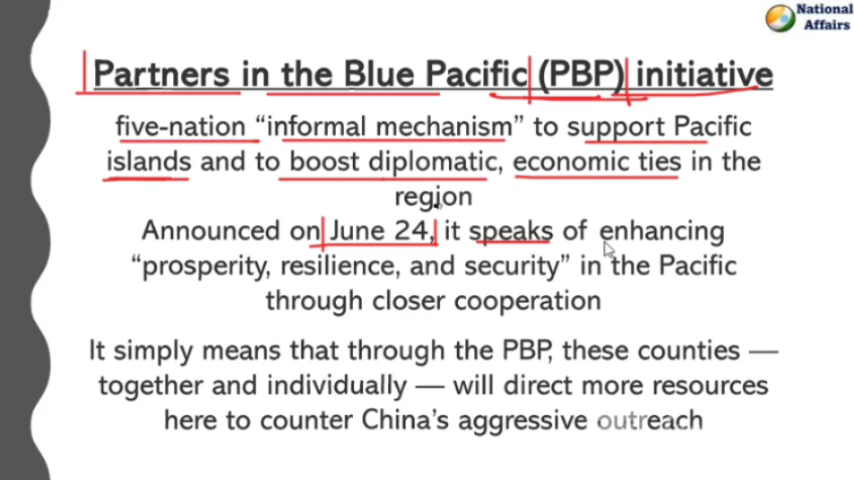 National
Affairs
Partners in the Blue Pacific (PBP) initiative
five-nation “informal mechanism” to support Pacific
islands and to boost diplomatic, economic ties in the
region
Announced on June 24, it speaks of enhancing
“prosperity, resilience, and security” in the Pacific
through closer cooperation
It simply means that through the PBP, these counties —
together and individually — will direct more resources
here to counter China’s aggressive outreach